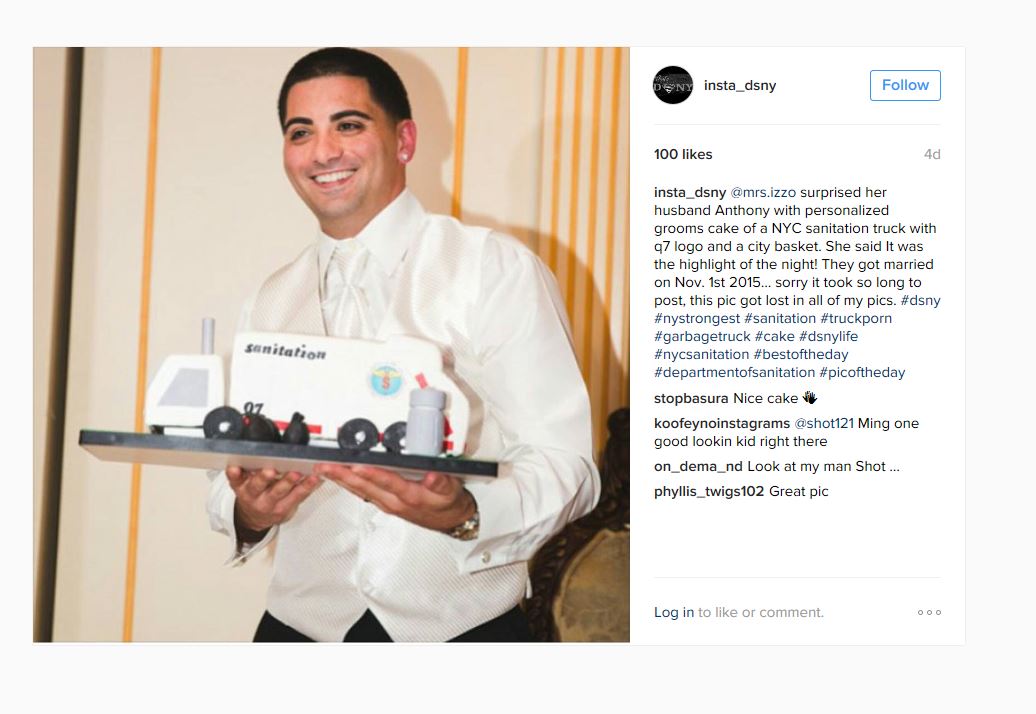 insta_dsny
Follow
100 likes
4d
insta_dsny @mrs.izzo surprised her
husband Anthony with personalized
grooms cake of a NYC sanitation truck with
q7 logo and a city basket. She said It was
the highlight of the night! They got married
on Nov. 1st 2015... sorry it took so long to
post, this pic got lost in all of my pics. #dsny
#nystrongest #sanitation #truckporn
#garbagetruck #cake #dsnylife
#nycsanitation #bestoftheday
#departmentofsanitation #picoftheday
stopbasura Nice cake 👋
koofeynoinstagrams @shot121 Ming one
good lookin kid right there
on_dema_nd Look at my man Shot ...
phyllis_twigs102 Great pic
Log in to like or comment.
sanitation
Q7